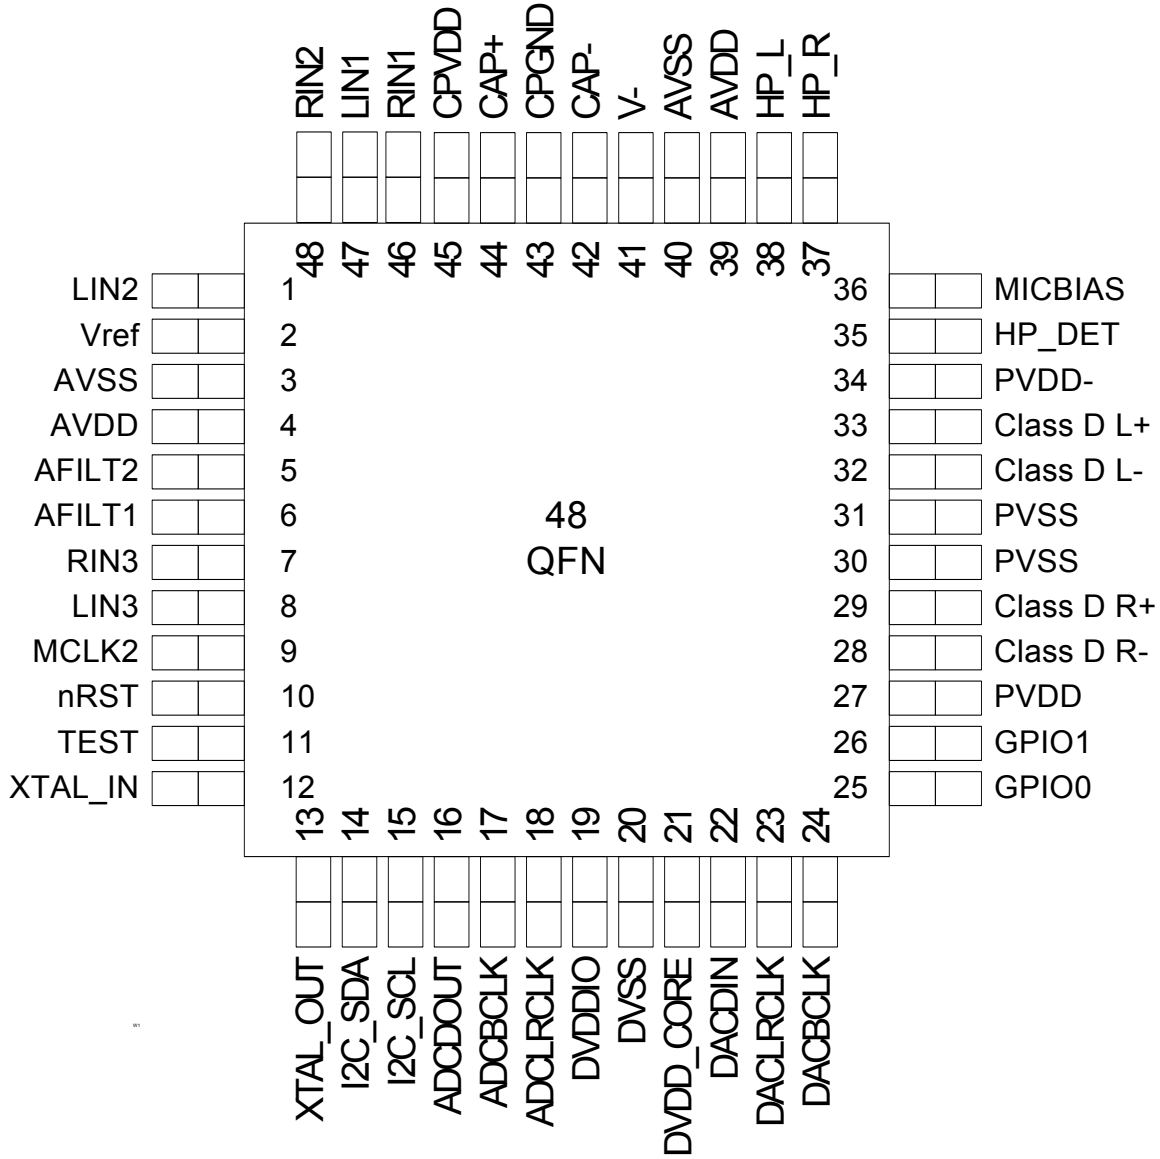 RIN2
LIN1
RIN1
CPVDD
CAP+
CPGND
CAP-
V-
AVSS
AVDD
HP_L
HP_R
48
47
46
45
44
43
42
41
40
39
38
37
LIN2 1
Vref 2
AVSS 3
AVDD 4
AFILT2 5
AFILT1 6
RIN3 7
LIN3 8
MCLK2 9
nRST 10
TEST 11
XTAL_IN 12
48
QFN
36 MICBIAS
35 HP_DET
34 PVDD-
33 Class D L+
32 Class D L-
31 PVSS
30 PVSS
29 Class D R+
28 Class D R-
27 PVDD
26 GPIO1
25 GPIO0
13
14
15
16
17
18
19
20
21
22
23
24
XTAL_OUT
I2C_SDA
I2C_SCL
ADCDOUT
ADCBCLK
ADCLRCLK
DVDDIO
DVSS
DVDD_CORE
DACDIN
DACLRCLK
DACBCLK